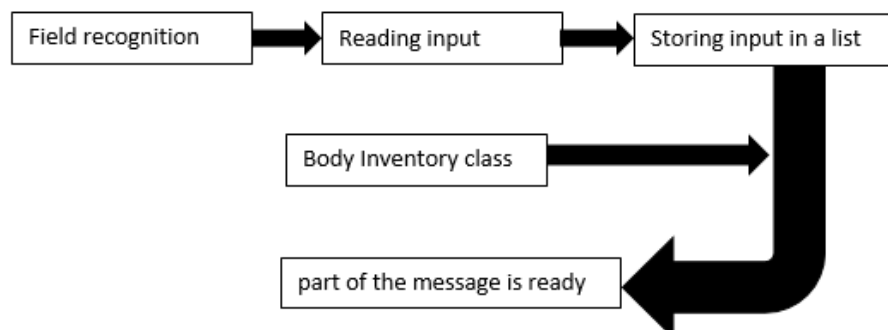 Field recognition
Reading input
Storing input in a list
Body Inventory class
part of the message is ready